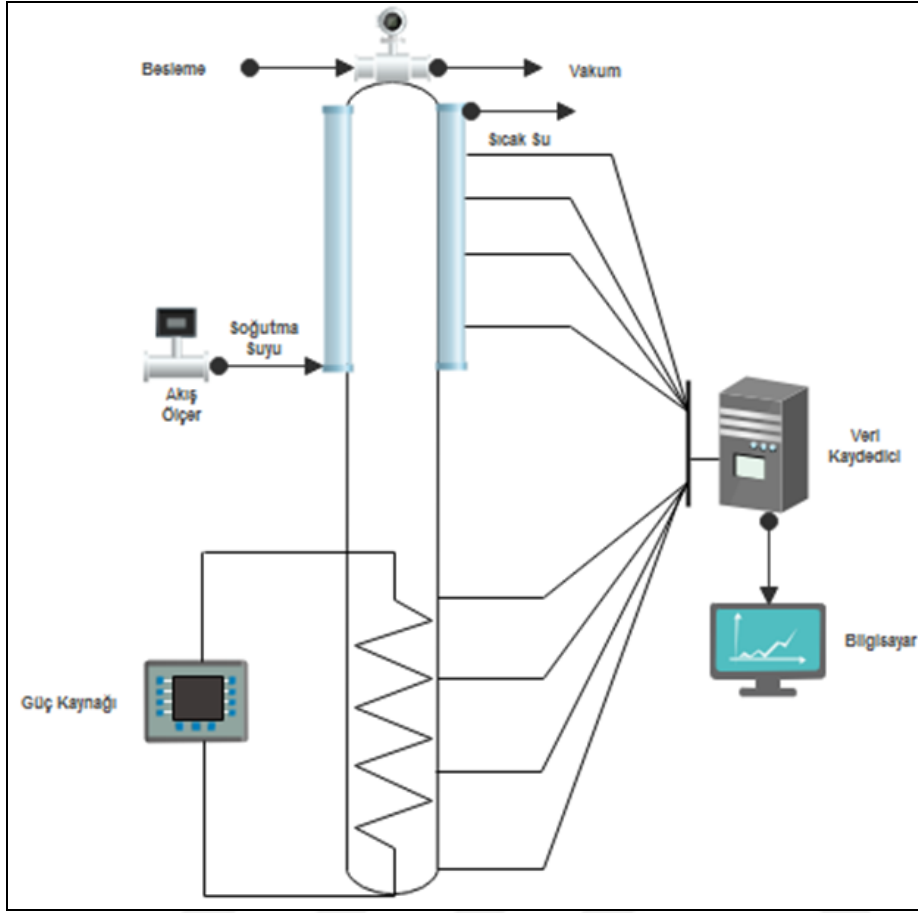 Besleme
Vakum
Sıcak Su
Soğutma
Suyu
Akış
Ölçer
Veri
Kaydedici
Bilgisayar
Güç Kaynağı